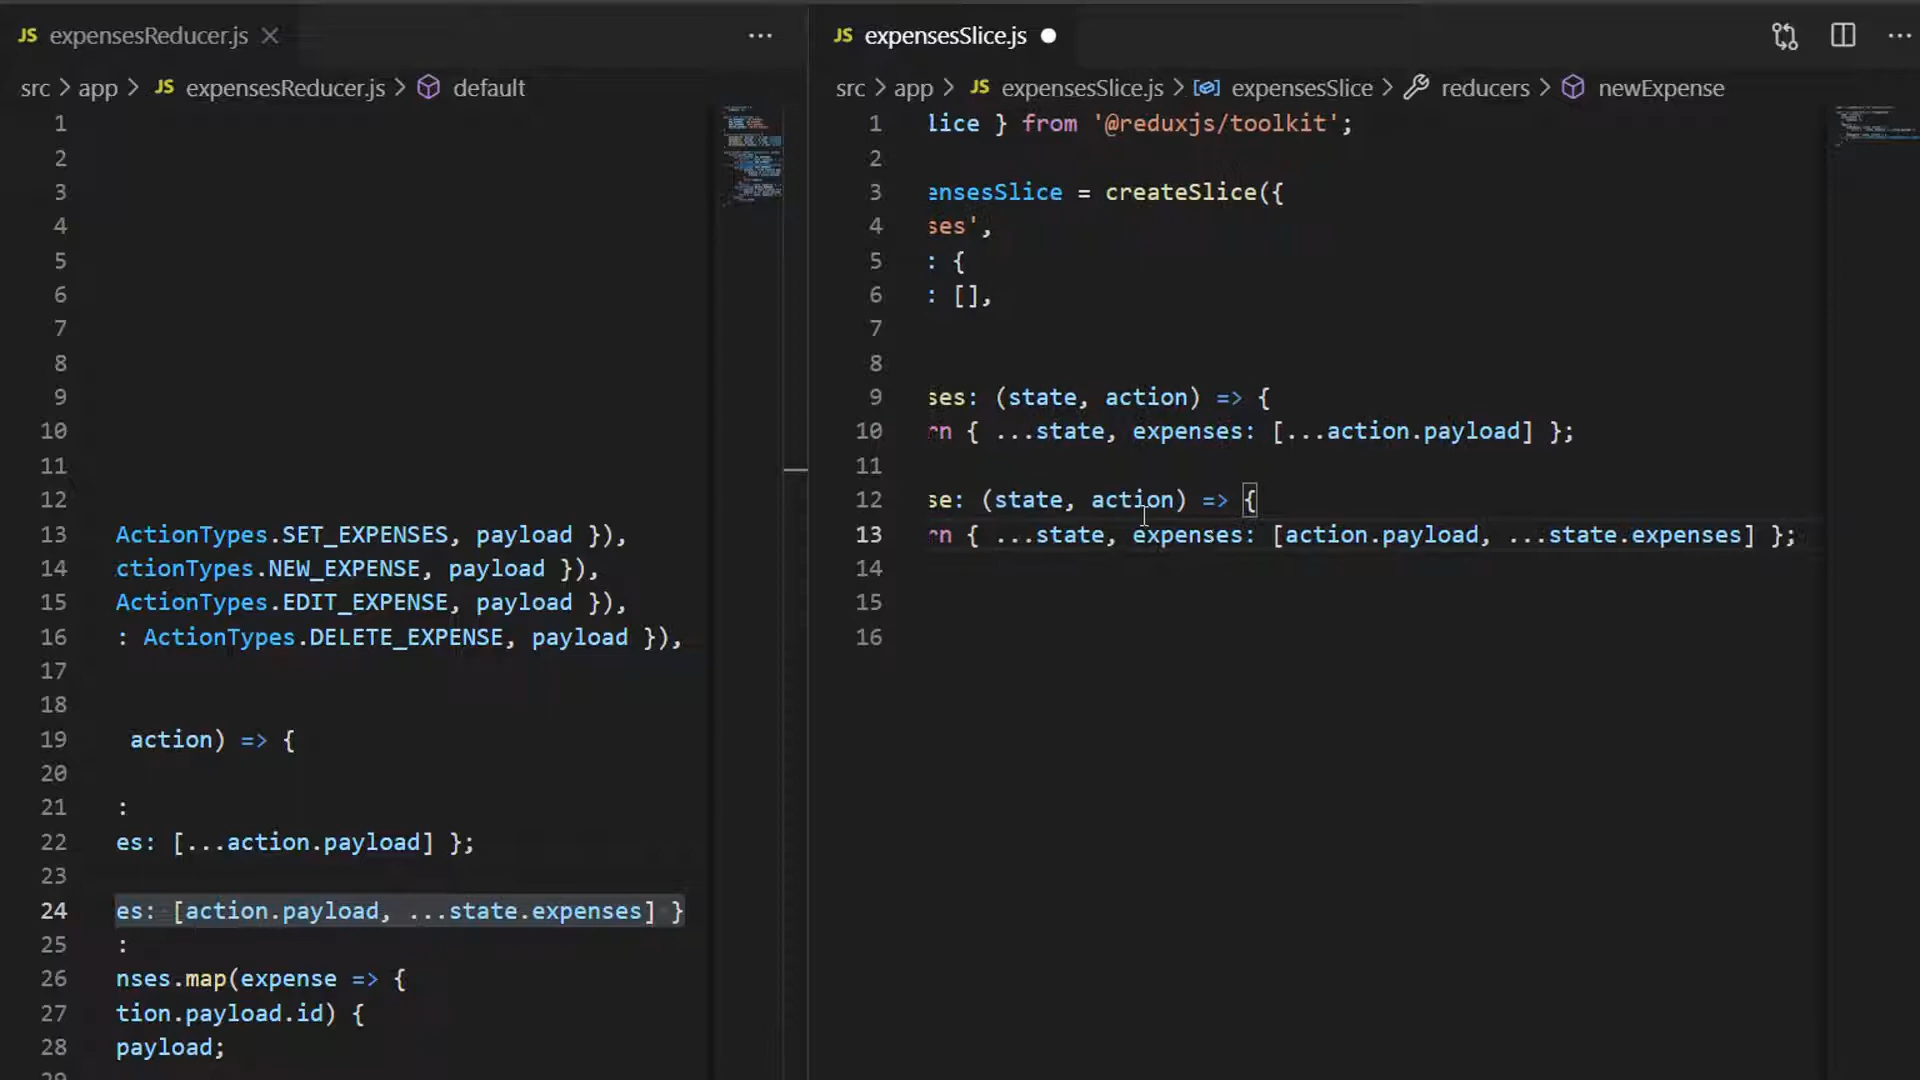 JS expensesReducer.js
src > app > JS expensesReducer.js > default
1
2
3
4
5
6
7
8
9
10
11
12
13 ActionTypes.SET_EXPENSES, payload }),
14 ctionTypes.NEW_EXPENSE, payload }),
15 ActionTypes.EDIT_EXPENSE, payload }),
16 : ActionTypes.DELETE_EXPENSE, payload }),
17
18
19 action) => {
20
21 :
22 es: [...action.payload] };
23
24 es: [action.payload, ...state.expenses] }
25 :
26 nses.map(expense => {
27 tion.payload.id) {
28 payload;
29
JS expensesSlice.js
src > app > JS expensesSlice.js > expensesSlice > reducers > newExpense
1 lice } from '@reduxjs/toolkit';
2
3 ensesSlice = createSlice({
4 ses',
5 : {
6 : [],
7
8
9 ses: (state, action) => {
10 rn { ...state, expenses: [...action.payload] };
11
12 se: (state, action) => {
13 rn { ...state, expenses: [action.payload, ...state.expenses] };
14
15
16